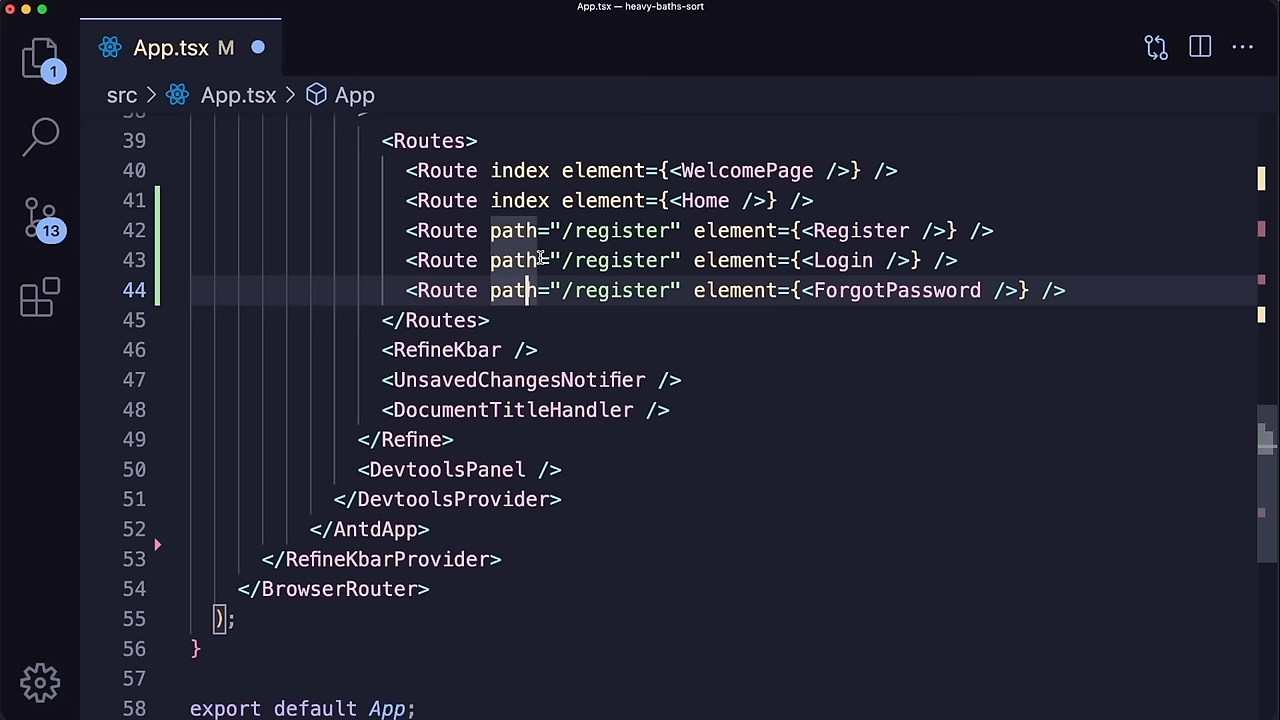 App.tsx — heavy-baths-sort
App.tsx M
src > App.tsx > App
1
13
38 >
39 <Routes>
40 <Route index element={<WelcomePage />} />
41 <Route index element={<Home />} />
42 <Route path="/register" element={<Register />} />
43 <Route path="/register" element={<Login />} />
44 <Route path="/register" element={<ForgotPassword />} />
45 </Routes>
46 <RefineKbar />
47 <UnsavedChangesNotifier />
48 <DocumentTitleHandler />
49 </Refine>
50 <DevtoolsPanel />
51 </DevtoolsProvider>
52 </AntdApp>
53 </RefineKbarProvider>
54 </BrowserRouter>
55 );
56 }
57
58 export default App;